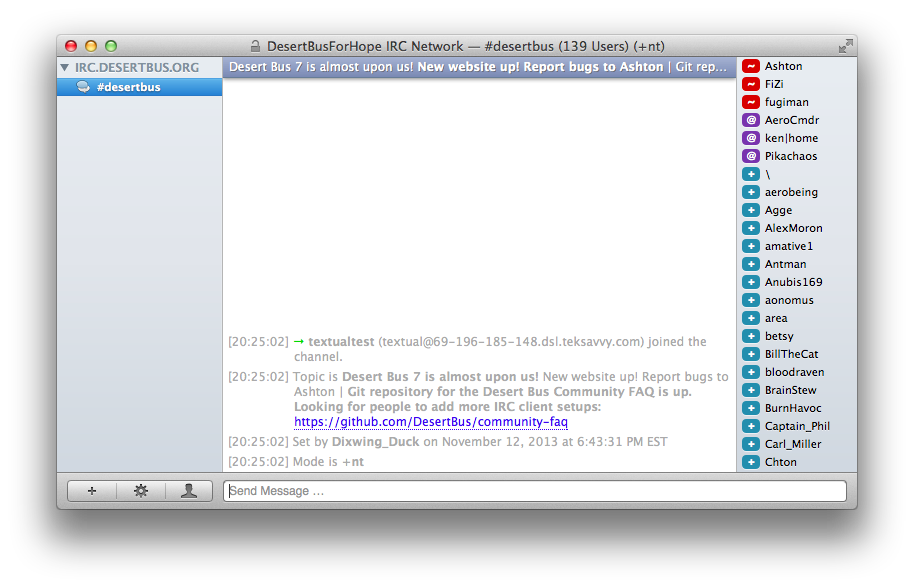 DesertBusForHope IRC Network — #desertbus (139 Users) (+nt)
IRC.DESERTBUS.ORG
#desertbus
Desert Bus 7 is almost upon us! New website up! Report bugs to Ashton | Git rep...
[20:25:02] → textualtest (textual@69-196-185-148.dsl.teksavvy.com) joined the
channel.
[20:25:02] Topic is Desert Bus 7 is almost upon us! New website up! Report bugs to
Ashton | Git repository for the Desert Bus Community FAQ is up.
Looking for people to add more IRC client setups:
https://github.com/DesertBus/community-faq
[20:25:02] Set by Dixwing_Duck on November 12, 2013 at 6:43:31 PM EST
[20:25:02] Mode is +nt
Send Message ...
~ Ashton
~ FiZi
~ fugiman
@ AeroCmdr
@ ken|home
@ Pikachaos
+ \
+ aerobeing
+ Agge
+ AlexMoron
+ amative1
+ Antman
+ Anubis169
+ aonomus
+ area
+ betsy
+ BillTheCat
+ bloodraven
+ BrainStew
+ BurnHavoc
+ Captain_Phil
+ Carl_Miller
+ Chton